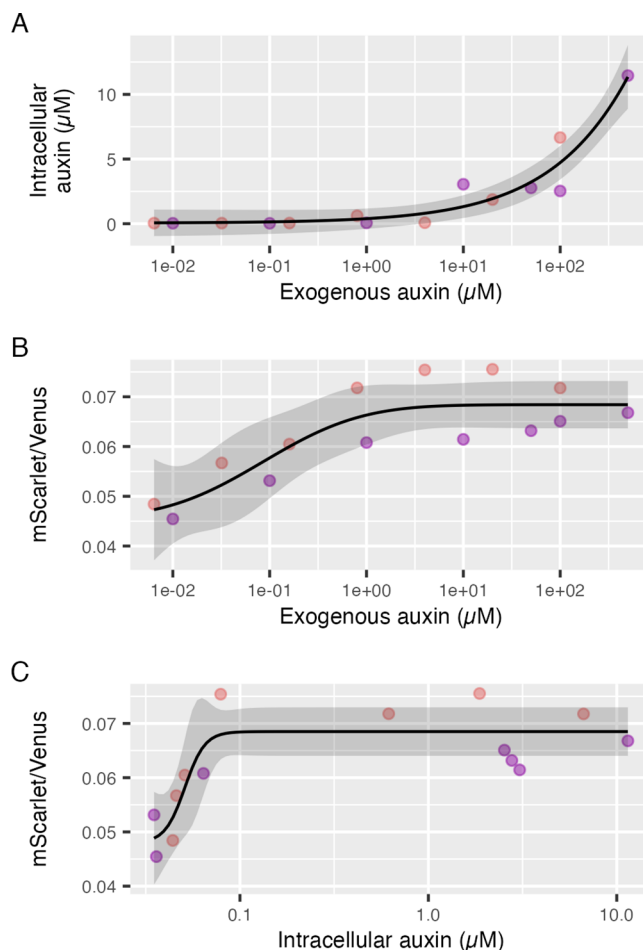 A
Intracellular
auxin (µM)
10
5
0
1e-02 1e-01 1e+00 1e+01 1e+02
Exogenous auxin (µM)
B
mScarlet/Venus
0.07
0.06
0.05
0.04
1e-02 1e-01 1e+00 1e+01 1e+02
Exogenous auxin (µM)
C
mScarlet/Venus
0.07
0.06
0.05
0.04
0.1 1.0 10.0
Intracellular auxin (µM)